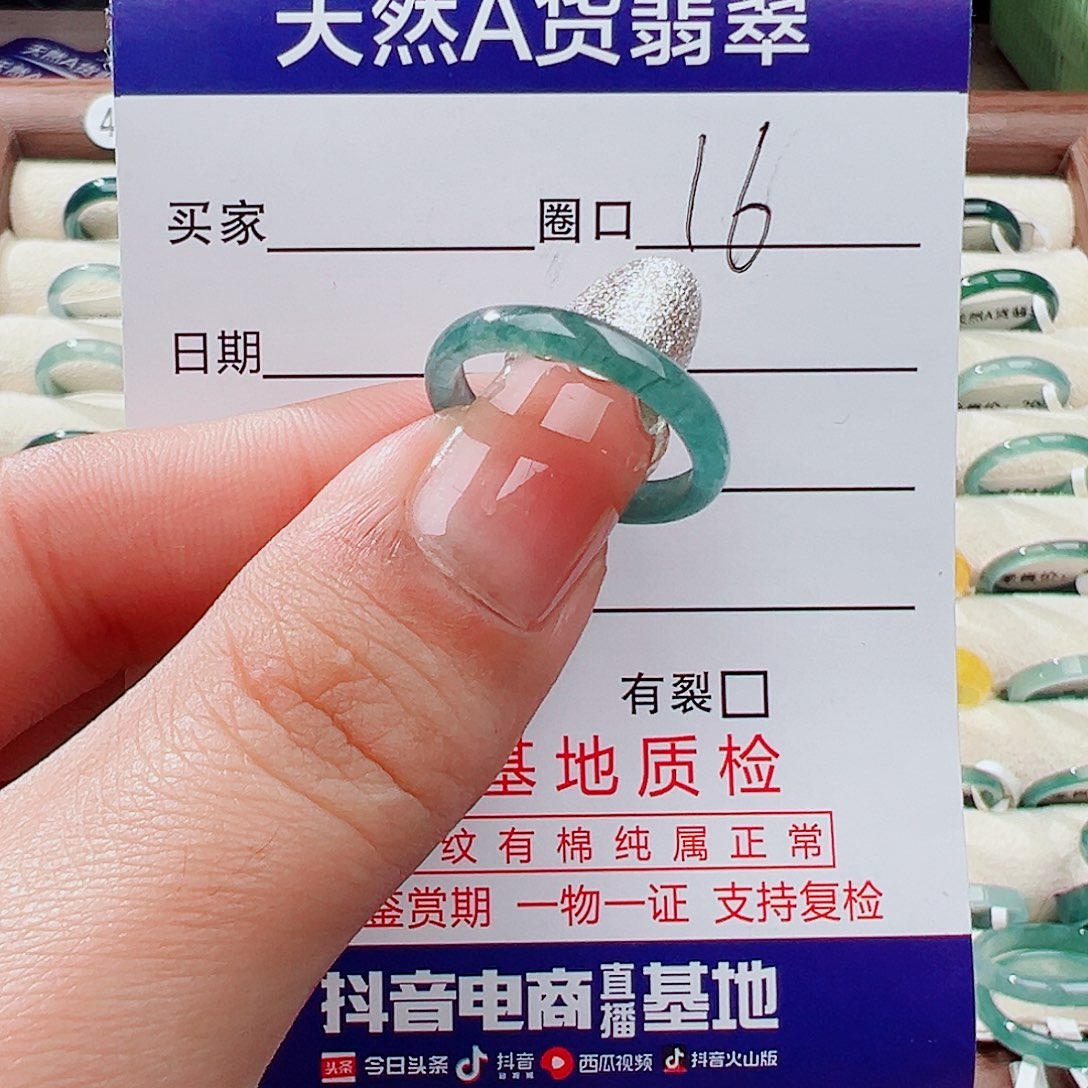 天然A货翡翠
买家 圈口 16
日期
有裂
基地质检
纹有棉纯属正常
鉴赏期 一物一证 支持复检
抖音电商直播基地
头条 今日头条 抖音 西瓜视频 抖音火山版